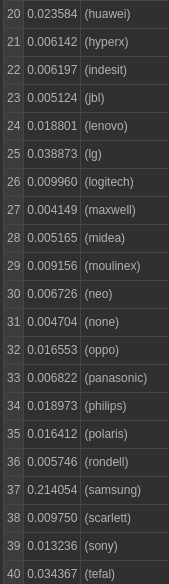 20 0.023584 (huawei)
21 0.006142 (hyperx)
22 0.006197 (indesit)
23 0.005124 (jbl)
24 0.018801 (lenovo)
25 0.038873 (lg)
26 0.009960 (logitech)
27 0.004149 (maxwell)
28 0.005165 (midea)
29 0.009156 (moulinex)
30 0.006726 (neo)
31 0.004704 (none)
32 0.016553 (oppo)
33 0.006822 (panasonic)
34 0.018973 (philips)
35 0.016412 (polaris)
36 0.005746 (rondell)
37 0.214054 (samsung)
38 0.009750 (scarlett)
39 0.013236 (sony)
40 0.034367 (tefal)